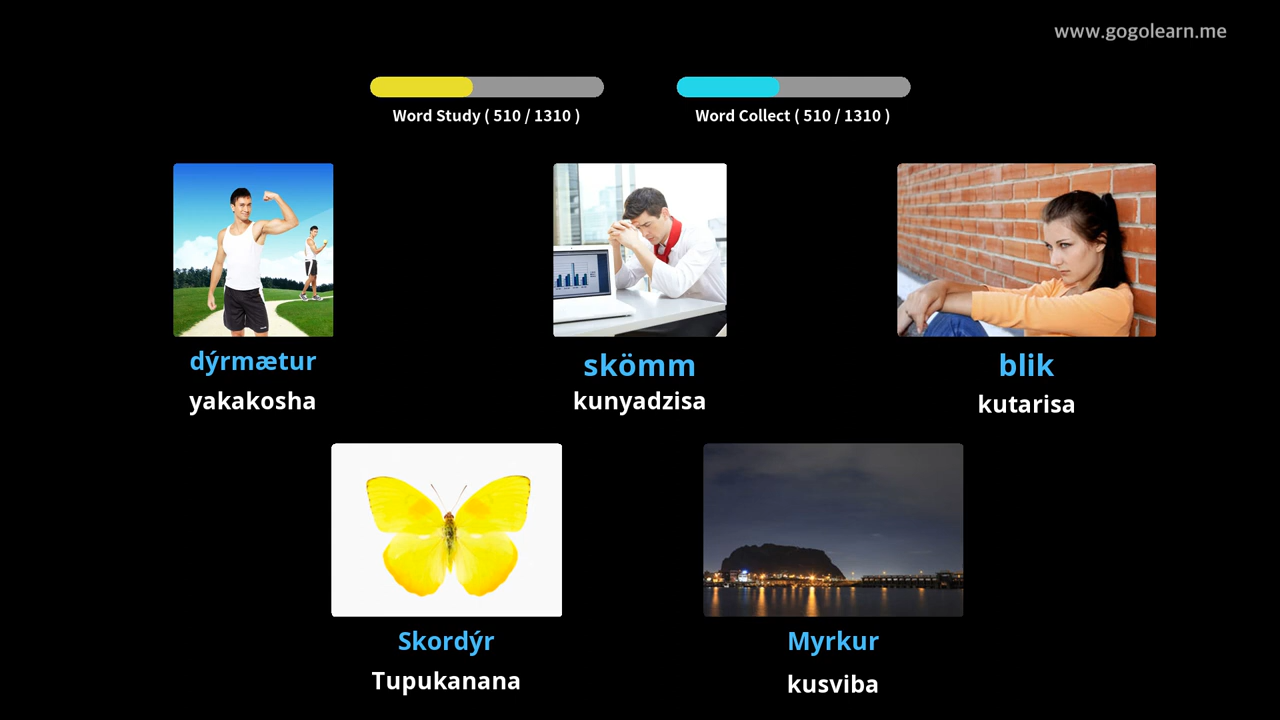 www.gogolearn.me
Word Study ( 510 / 1310 )
Word Collect ( 510 / 1310 )
dýrmætur
yakakosha
skömm
kunyadzisa
blik
kutarisa
Skordýr
Tupukanana
Myrkur
kusviba